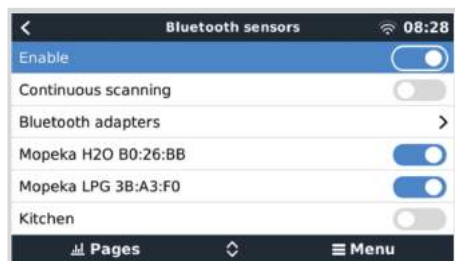 Bluetooth sensors 08:28
Enable
Continuous scanning
Bluetooth adapters
Mopeka H2O B0:26:BB
Mopeka LPG 3B:A3:F0
Kitchen
Pages Menu